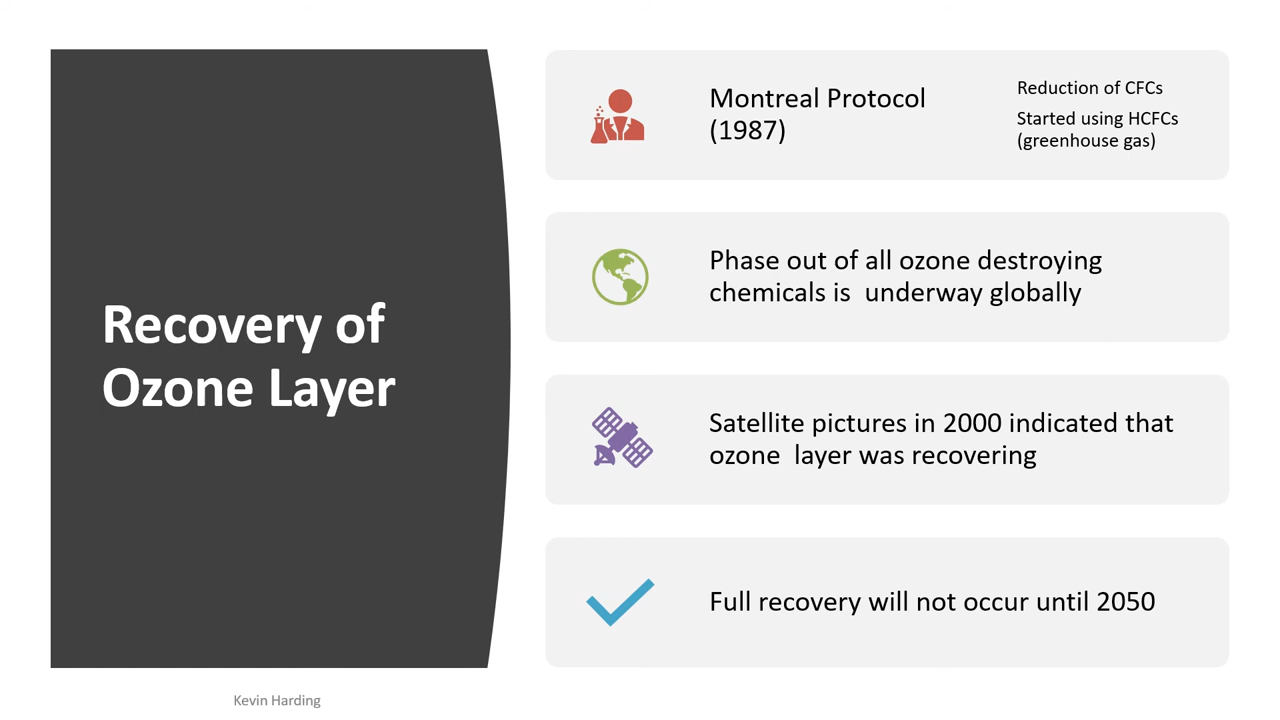 Recovery of
Ozone Layer
Montreal Protocol
(1987)
Reduction of CFCs
Started using HCFCs
(greenhouse gas)
Phase out of all ozone destroying
chemicals is  underway globally
Satellite pictures in 2000 indicated that
ozone  layer was recovering
Full recovery will not occur until 2050
Kevin Harding